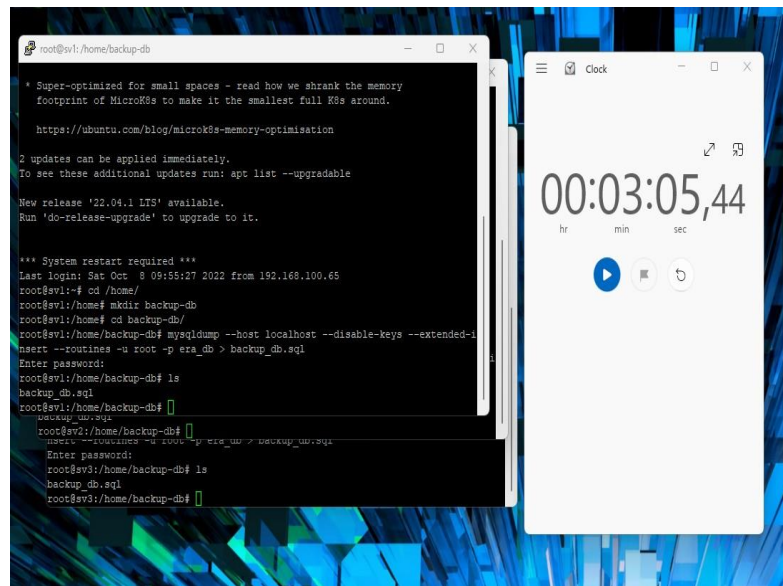 root@sv1: /home/backup-db
* Super-optimized for small spaces - read how we shrank the memory
footprint of MicroK8s to make it the smallest full K8s around.
https://ubuntu.com/blog/microk8s-memory-optimisation
2 updates can be applied immediately.
To see these additional updates run: apt list --upgradable
New release '22.04.1 LTS' available.
Run 'do-release-upgrade' to upgrade to it.
*** System restart required ***
Last login: Sat Oct  8 09:55:27 2022 from 192.168.100.65
root@sv1:~# cd /home/
root@sv1:/home# mkdir backup-db
root@sv1:/home# cd backup-db/
root@sv1:/home/backup-db# mysqldump --host localhost --disable-keys --extended-i
nsert --routines -u root -p era_db > backup_db.sql
Enter password:
root@sv1:/home/backup-db# ls
backup_db.sql
root@sv1:/home/backup-db#
backup_db.sql
root@sv2:/home/backup-db#
nsert --routines -u root -p era_db > backup_db.sql
Enter password:
root@sv3:/home/backup-db# ls
backup_db.sql
root@sv3:/home/backup-db#
Clock
00:03:05,44
hr min sec